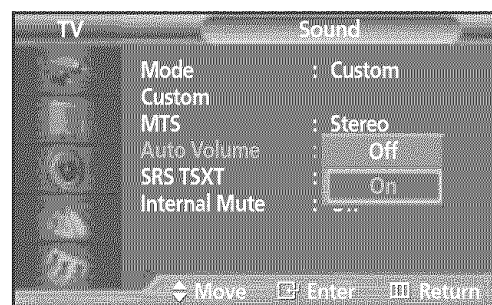 TV Sound
Mode : Custom
Custom
MTS : Stereo
Auto Volume : Off
SRS TSXT : On
Internal Mute :
Move Enter Return